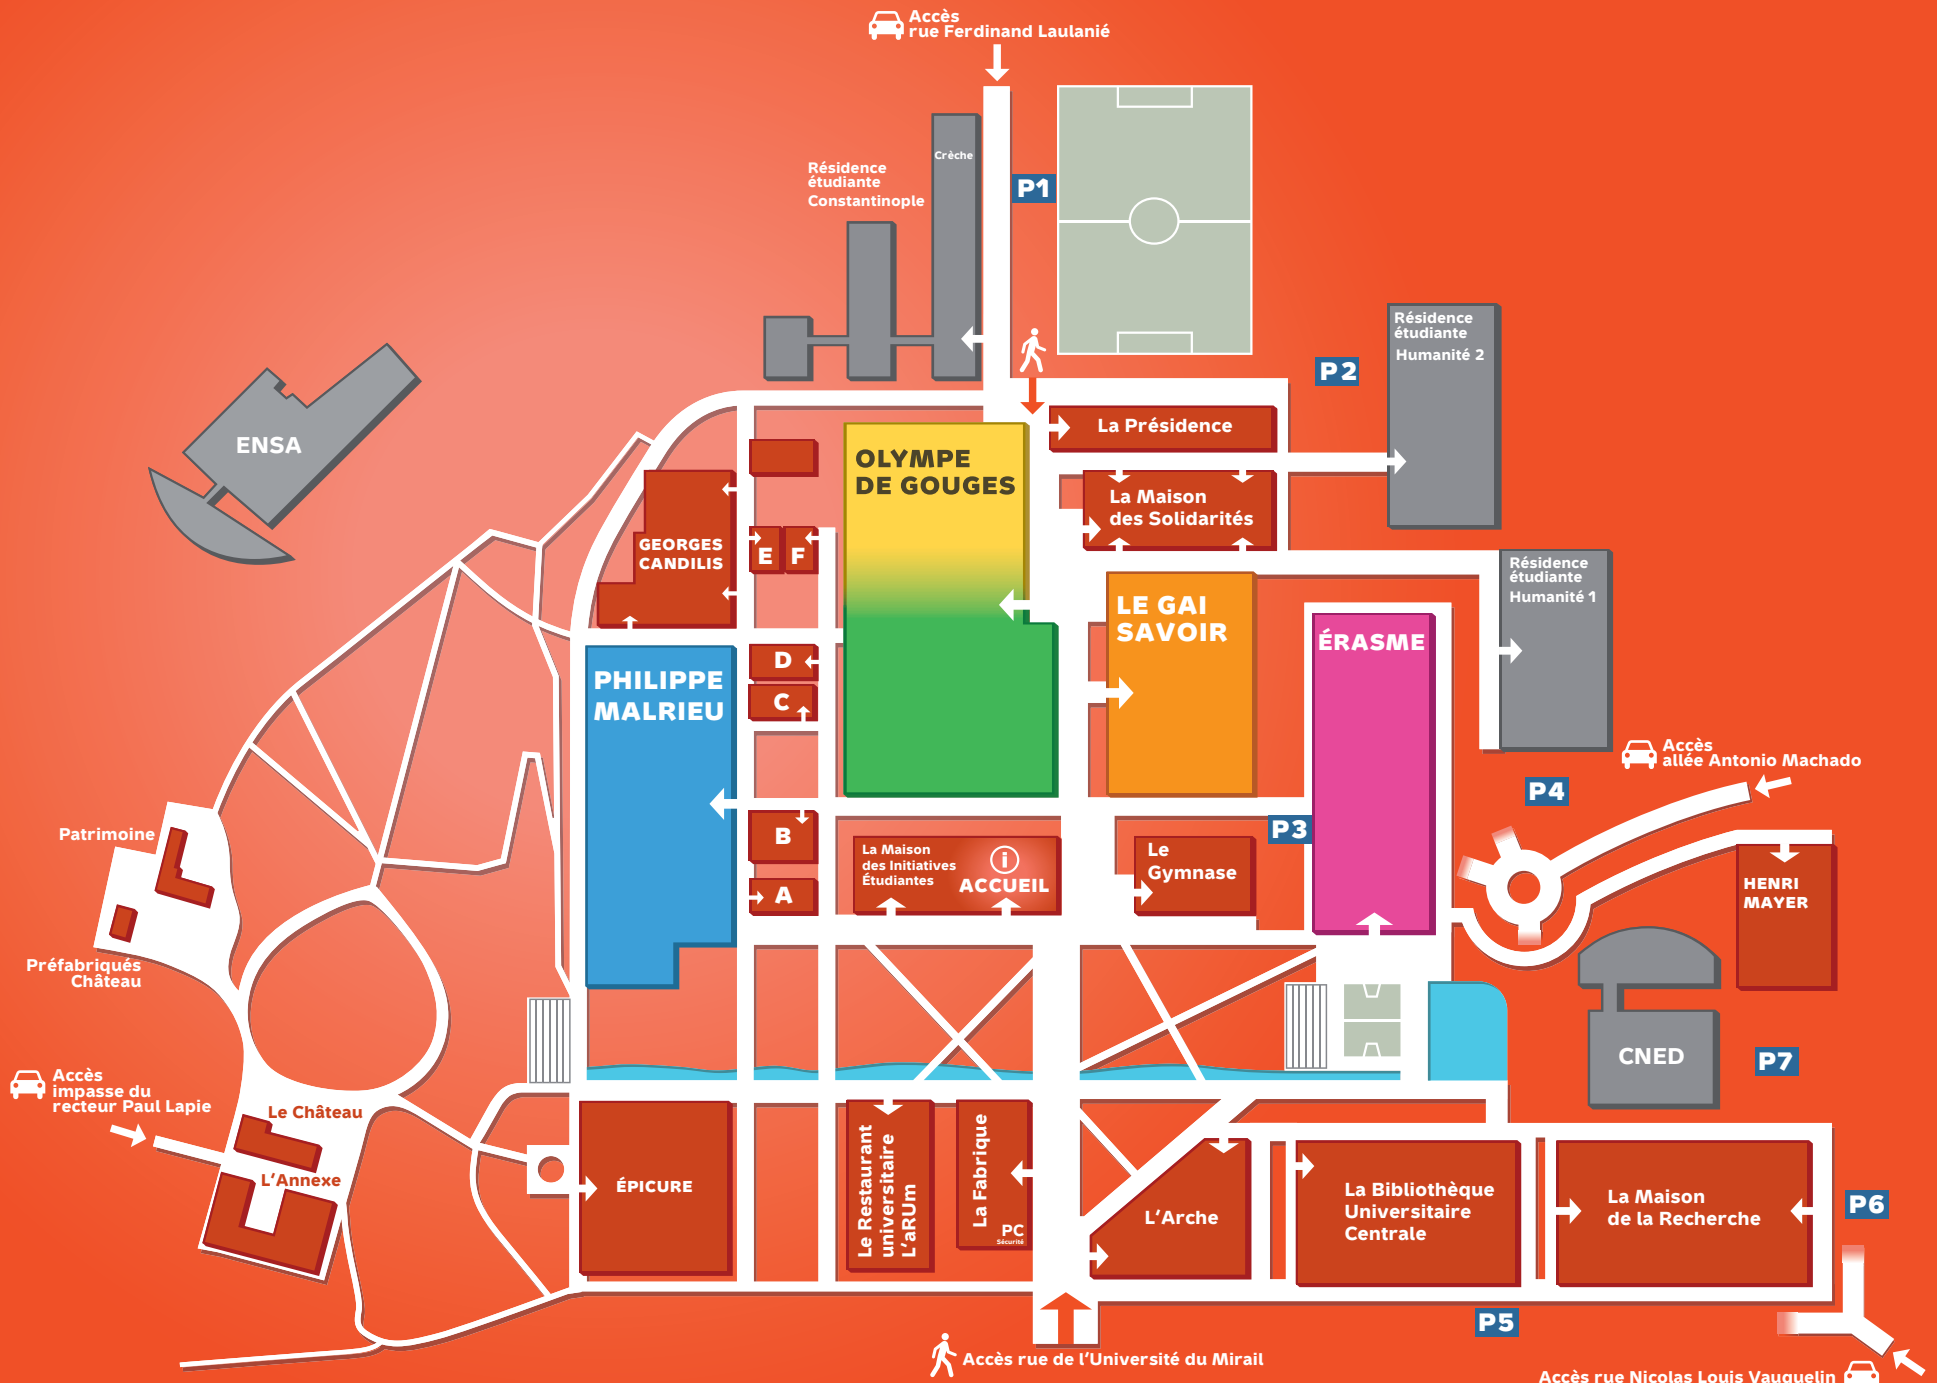 Accès
rue Ferdinand Laulanié
Crèche
Résidence
étudiante
Constantinople
P1
Résidence
étudiante
Humanité 2
P2
ENSA
La Présidence
OLYMPE
DE GOUGES
La Maison
des Solidarités
GEORGES
CANDILIS
E
F
Résidence
étudiante
Humanité 1
LE GAI
SAVOIR
ÉRASME
D
C
PHILIPPE
MALRIEU
Accès
allée Antonio Machado
P4
P3
Patrimoine
B
A
La Maison
des Initiatives
Étudiantes
i
ACCUEIL
Le
Gymnase
HENRI
MAYER
Préfabriqués
Château
CNED
P7
Accès
impasse du
recteur Paul Lapie
Le Château
L'Annexe
ÉPICURE
Le Restaurant
universitaire
L'aRUm
La Fabrique
PC
Sécurité
L'Arche
La Bibliothèque
Universitaire
Centrale
La Maison
de la Recherche
P6
P5
Accès rue de l'Université du Mirail
Accès rue Nicolas Louis Vauquelin